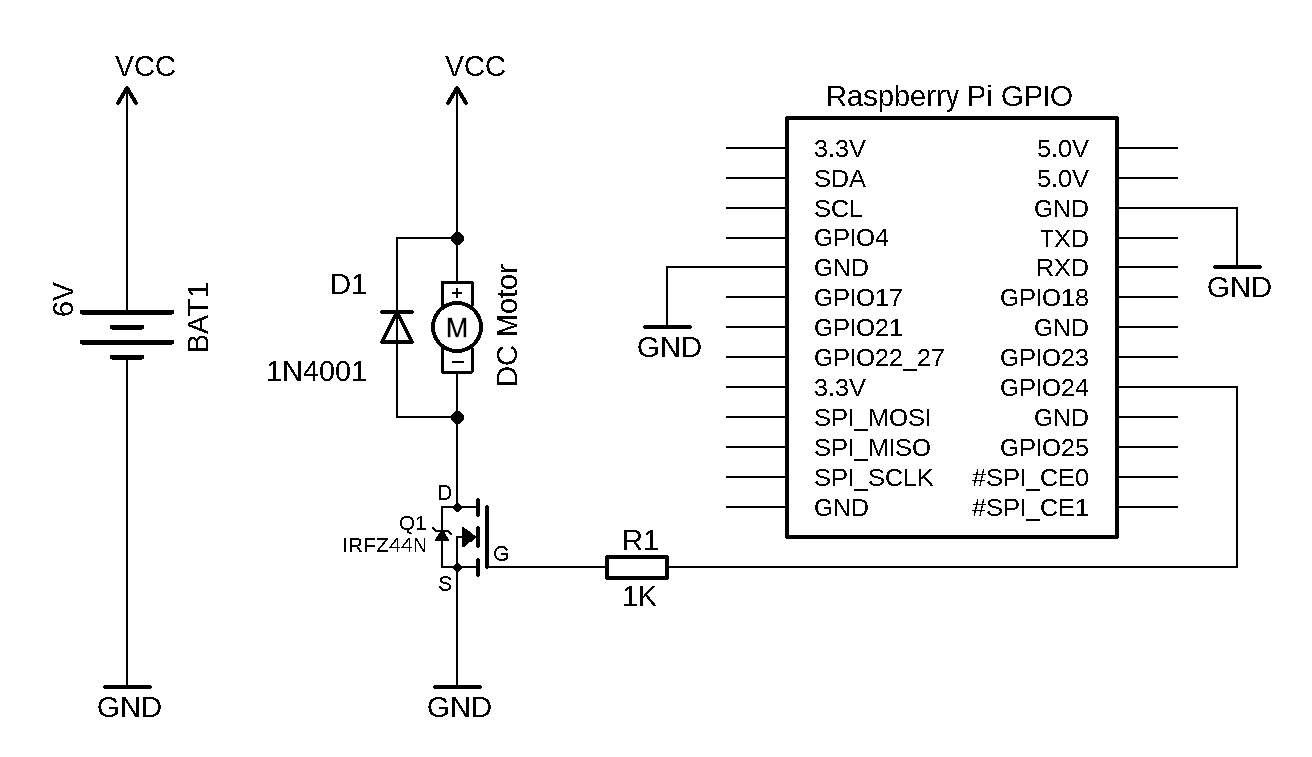 VCC
VCC
Raspberry Pi GPIO
3.3V 5.0V
SDA 5.0V
SCL GND
GPIO4 TXD
GND RXD
GPIO17 GPIO18
GPIO21 GND
GPIO22_27 GPIO23
3.3V GPIO24
SPI_MOSI GND
SPI_MISO GPIO25
SPI_SCLK #SPI_CE0
GND #SPI_CE1
GND
GND
6V
BAT1
D1
1N4001
+
M
−
DC Motor
D
Q1
IRFZ44N
G
S
R1
1K
GND
GND